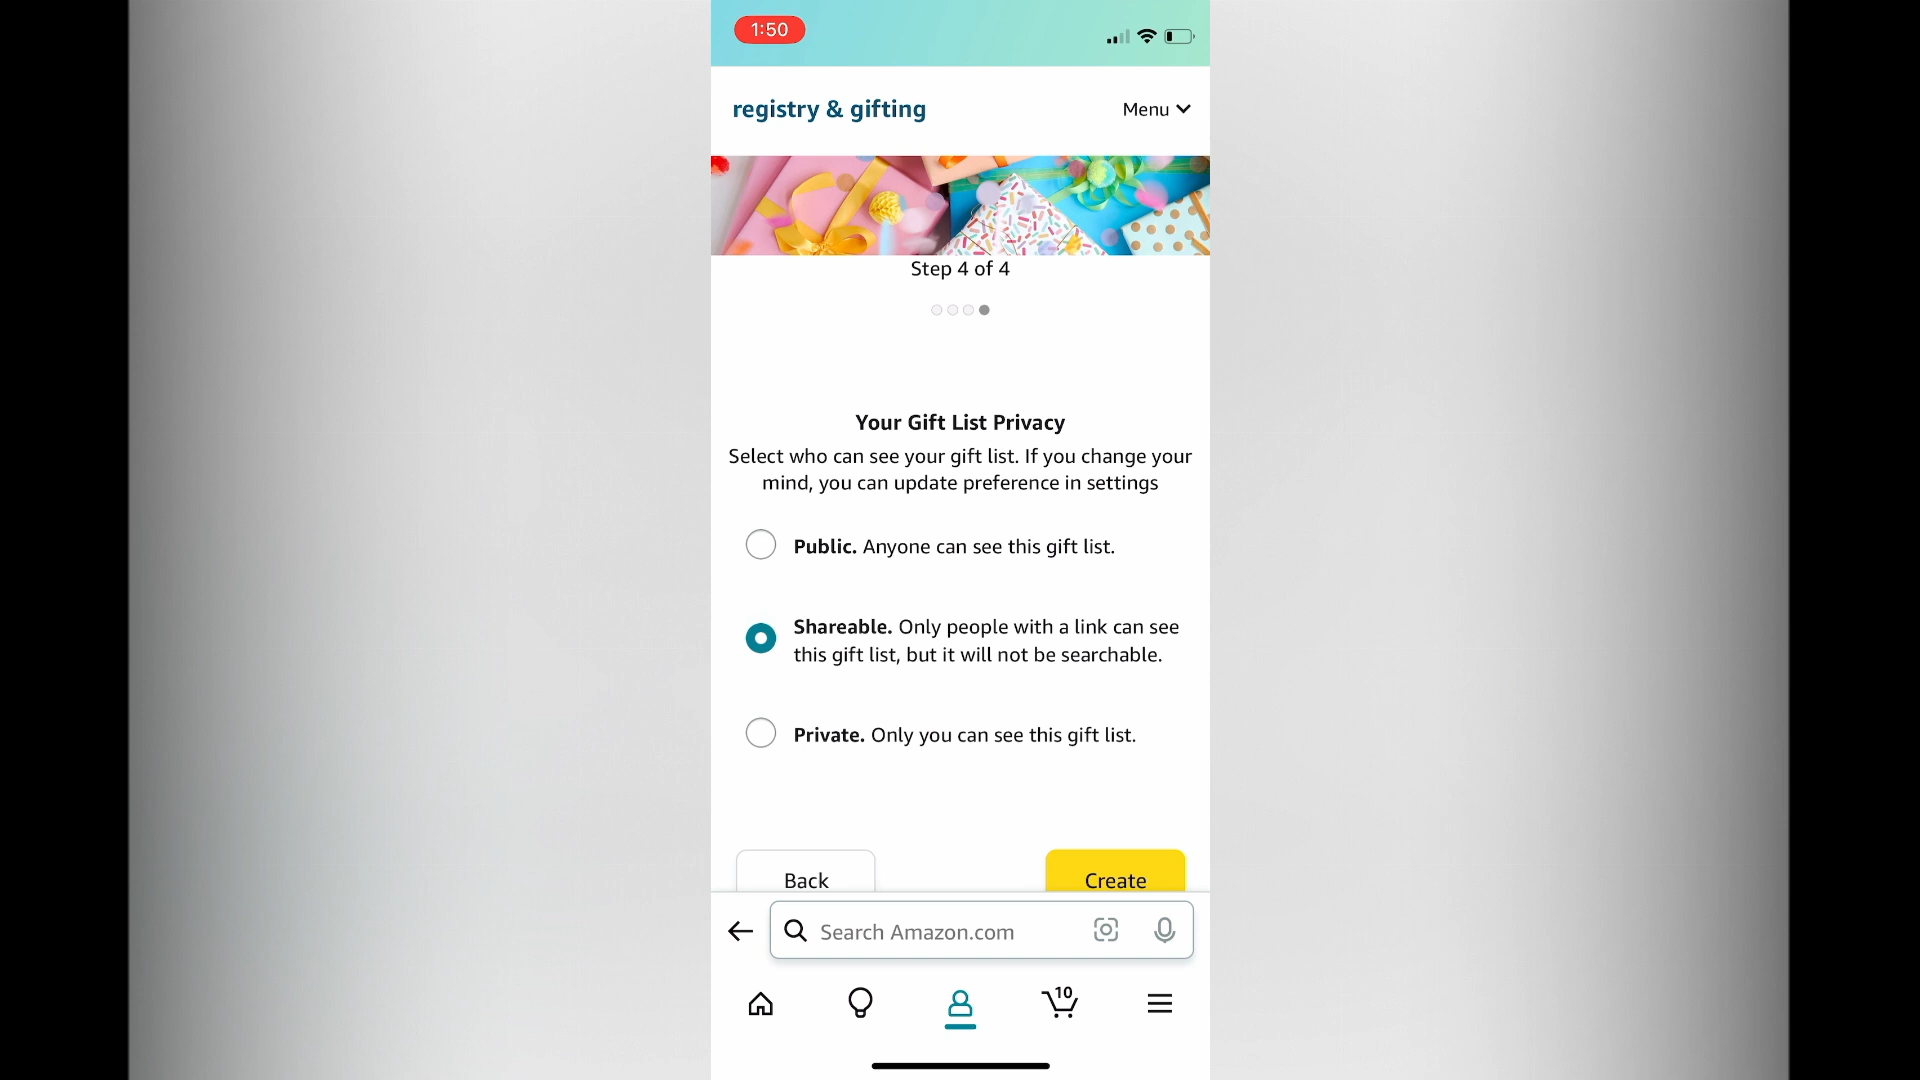 1:50
registry & gifting
Menu
Step 4 of 4
Your Gift List Privacy
Select who can see your gift list. If you change your
mind, you can update preference in settings
Public. Anyone can see this gift list.
Shareable. Only people with a link can see
this gift list, but it will not be searchable.
Private. Only you can see this gift list.
Back
Create
Search Amazon.com
10